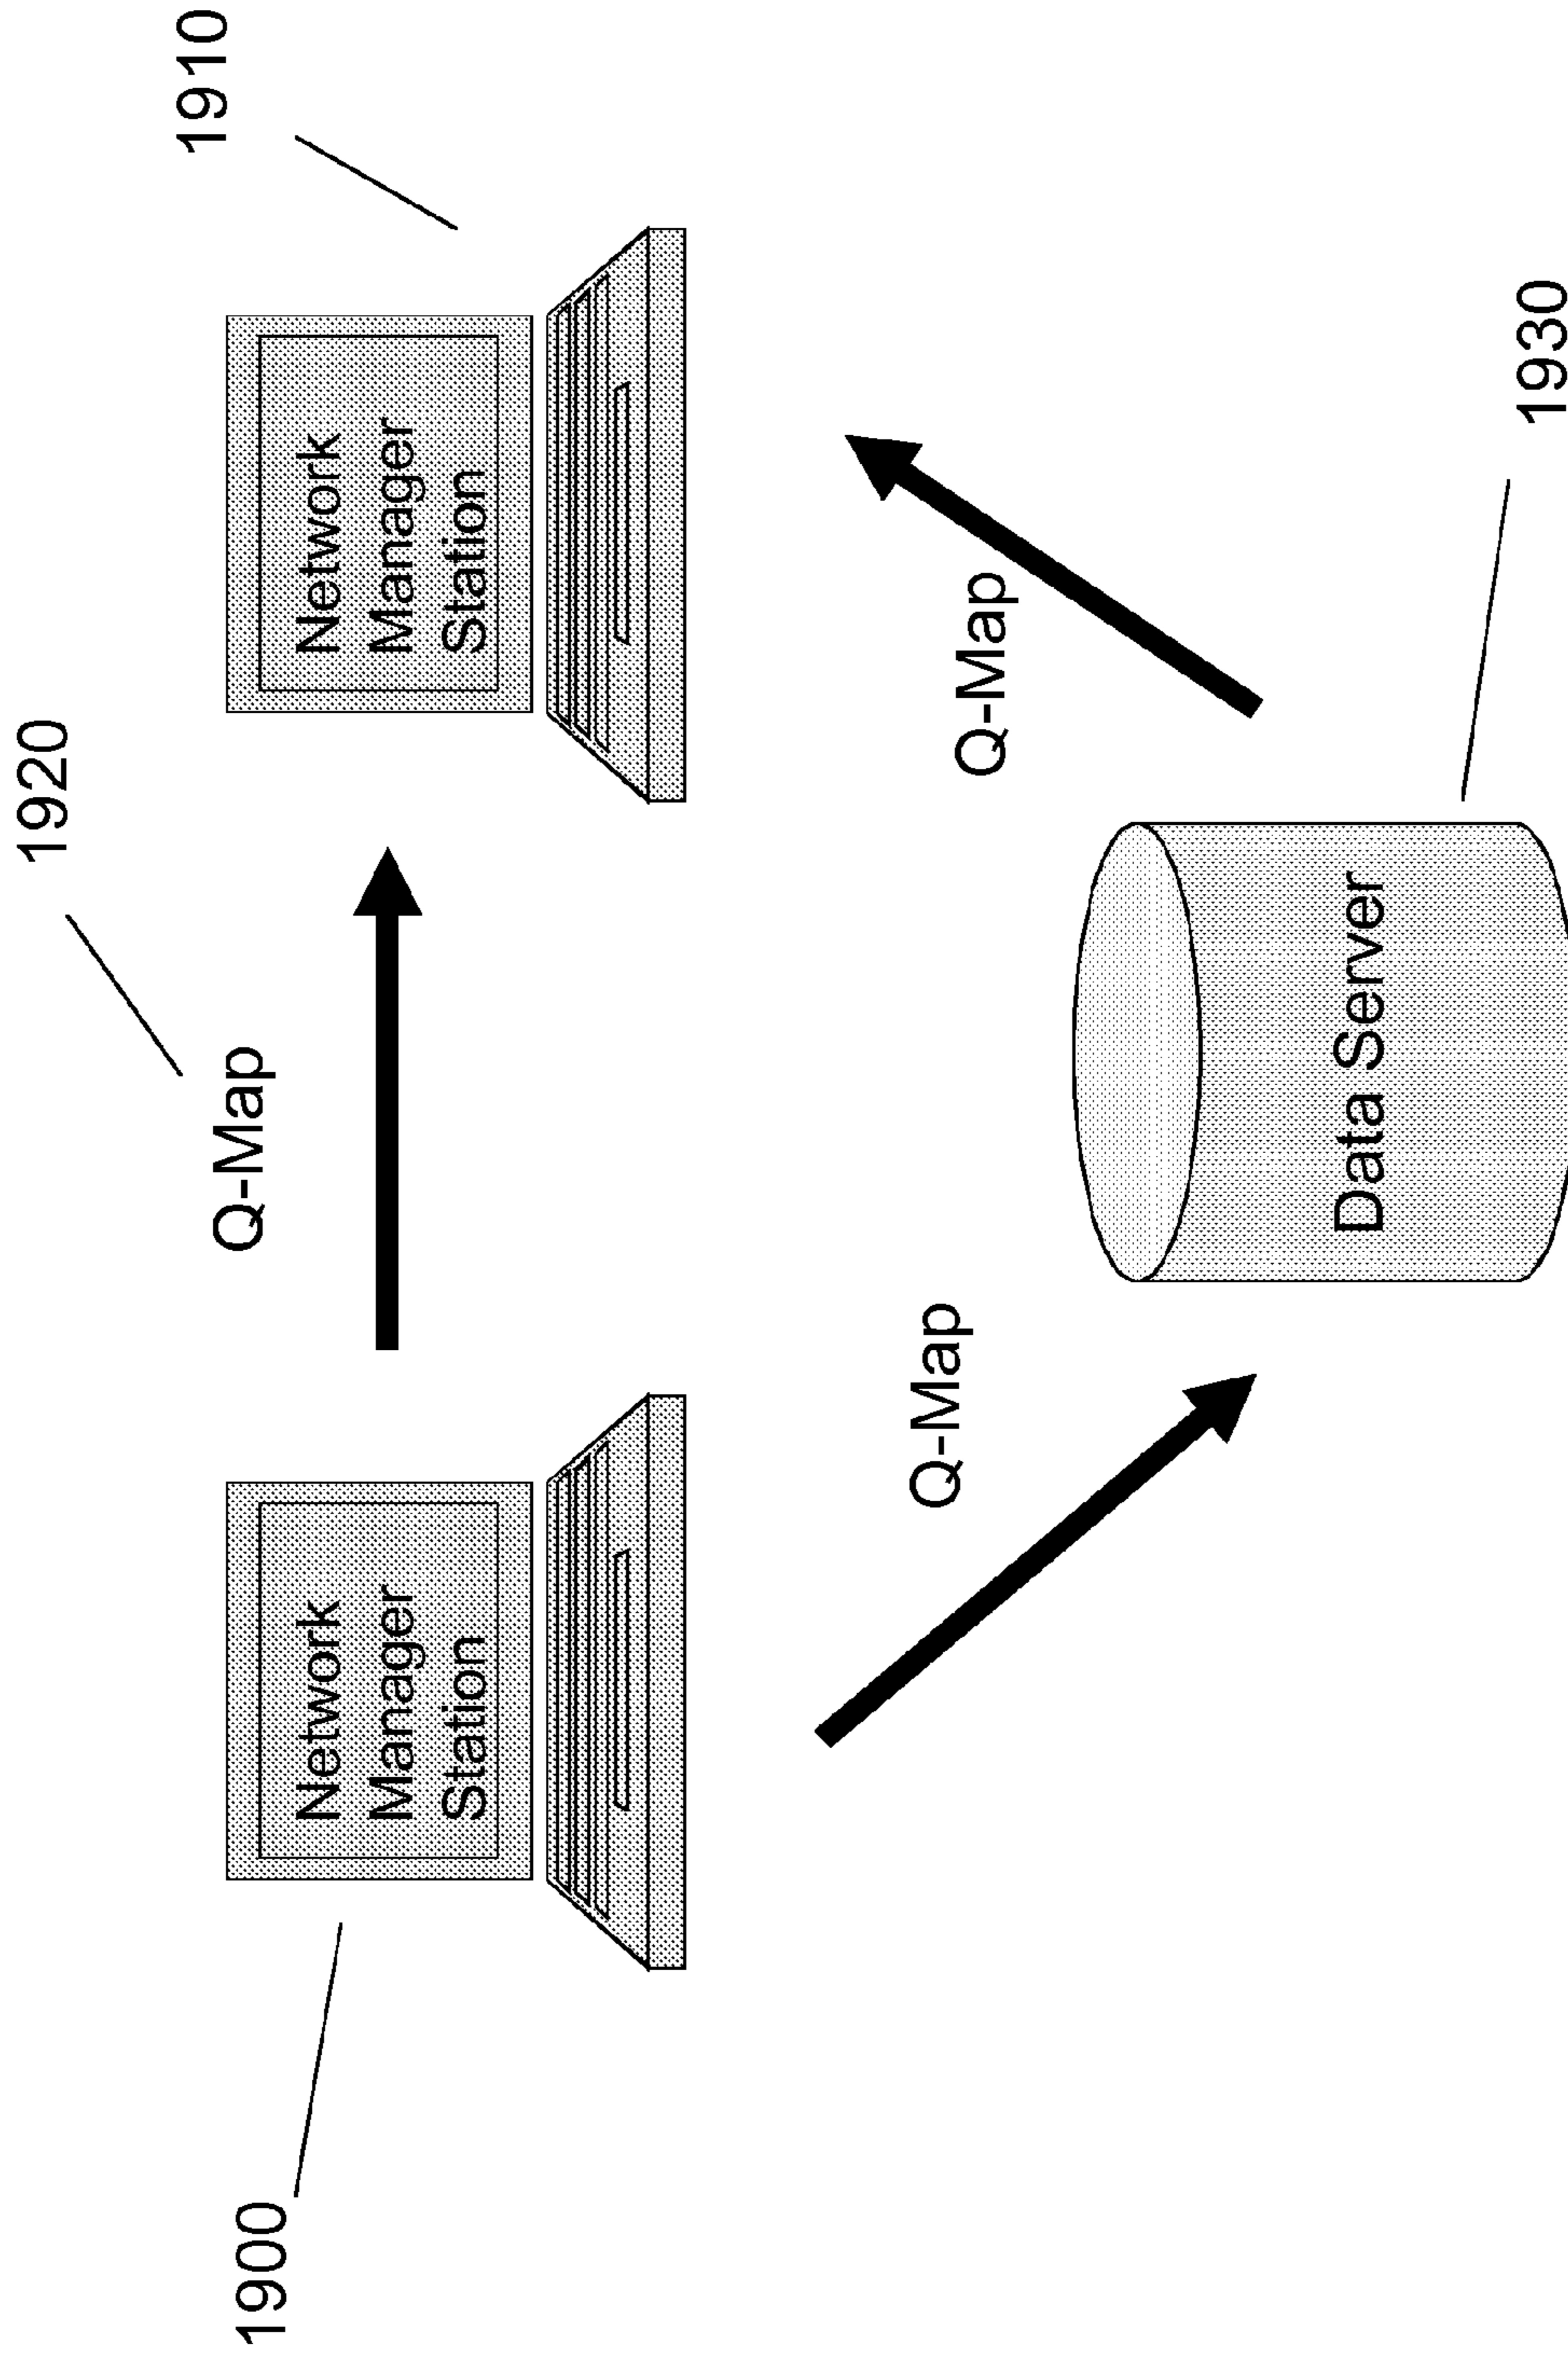 1920
1910
Q-Map
1900
Network
Manager
Station
Network
Manager
Station
Q-Map
Q-Map
Data Server
1930